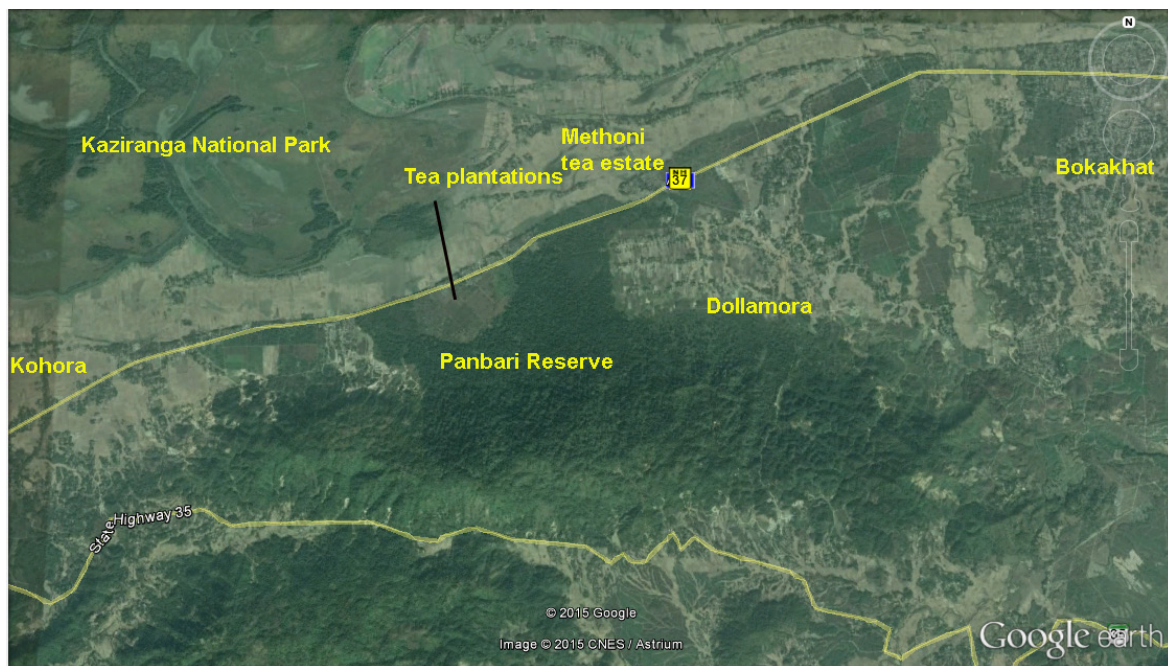 N
Kaziranga National Park
Methoni
tea estate
Tea plantations
37
Bokakhat
Dollamora
Kohora
Panbari Reserve
State Highway 35
© 2015 Google
Image © 2015 CNES / Astrium
Google earth